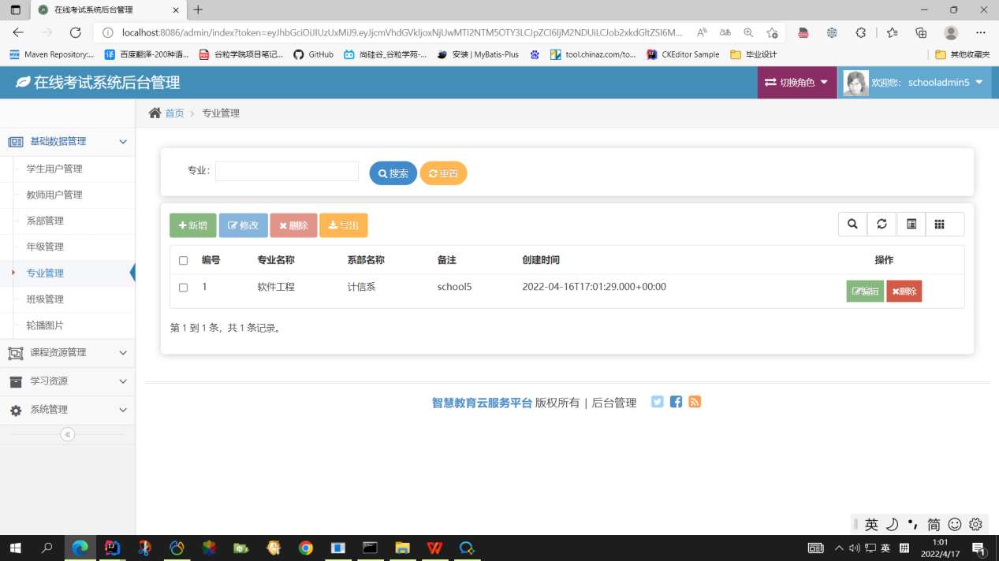 在线考试系统后台管理
localhost:8086/admin/index?token=eyJhbGciOiJIUzUxMiJ9.eyJjcmVhdGVkIjoxNjUwMTI2NTM5OTY3LCJpZCI6IjM2NDUiLCJob2xkdGltZSI6M...
Maven Repository:...
百度翻译-200种语...
谷粒学院项目笔记...
GitHub
尚硅谷_谷粒学苑-...
安装 | MyBatis-Plus
tool.chinaz.com/to...
CKEditor Sample
毕业设计
其他收藏夹
在线考试系统后台管理
切换角色
欢迎您: schooladmin5
首页 > 专业管理
基础数据管理
学生用户管理
教师用户管理
系部管理
年级管理
专业管理
班级管理
轮播图片
课程资源管理
学习资源
系统管理
专业: 搜索 重置
新增 修改 删除 导出
编号 专业名称 系部名称 备注 创建时间 操作
1 软件工程 计信系 school5 2022-04-16T17:01:29.000+00:00 编辑 删除
第 1 到 1 条，共 1 条记录。
智慧教育云服务平台 版权所有 | 后台管理
英 简
英 拼
1:01
2022/4/17
1